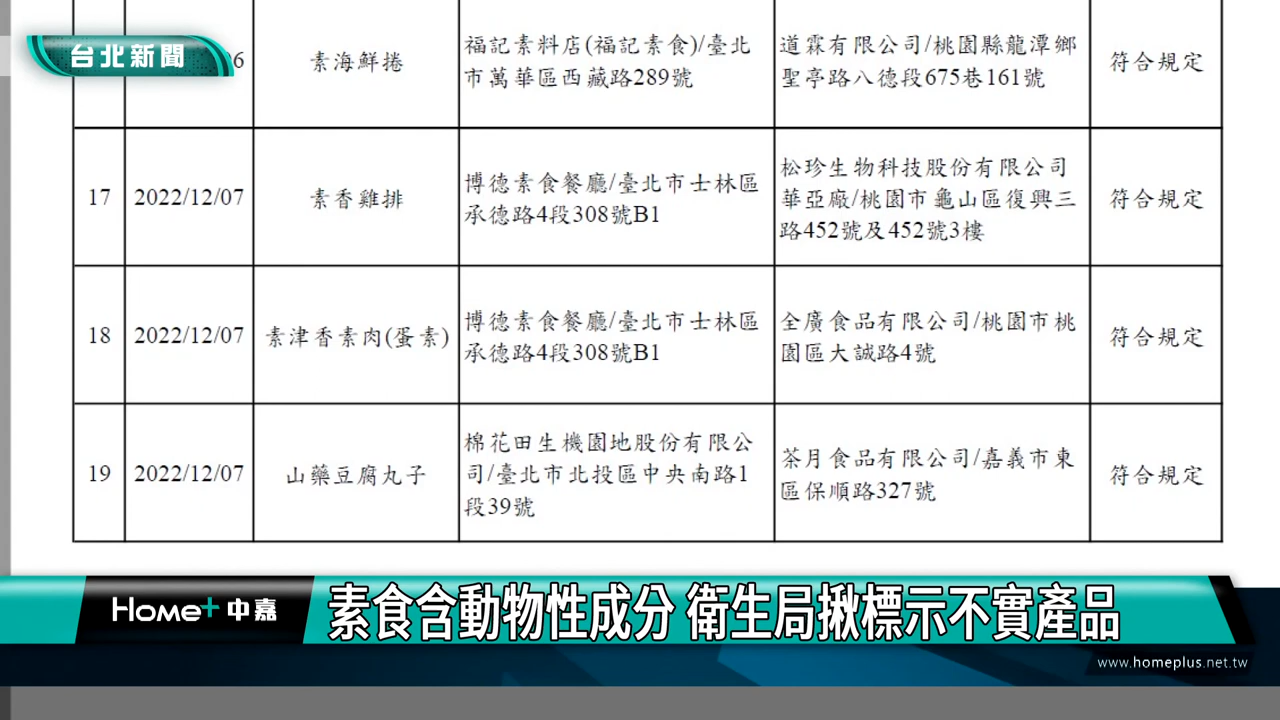 台北新聞
6
素海鮮捲
福記素料店(福記素食)/臺北
市萬華區西藏路289號
道霖有限公司/桃園縣龍潭鄉
聖亭路八德段675巷161號
符合規定
17
2022/12/07
素香雞排
博德素食餐廳/臺北市士林區
承德路4段308號B1
松珍生物科技股份有限公司
華亞廠/桃園市龜山區復興三
路452號及452號3樓
符合規定
18
2022/12/07
素津香素肉(蛋素)
博德素食餐廳/臺北市士林區
承德路4段308號B1
全廣食品有限公司/桃園市桃
園區大誠路4號
符合規定
19
2022/12/07
山藥豆腐丸子
棉花田生機園地股份有限公
司/臺北市北投區中央南路1
段39號
茶月食品有限公司/嘉義市東
區保順路327號
符合規定
Home+中嘉
素食含動物性成分 衛生局揪標示不實產品
www.homeplus.net.tw